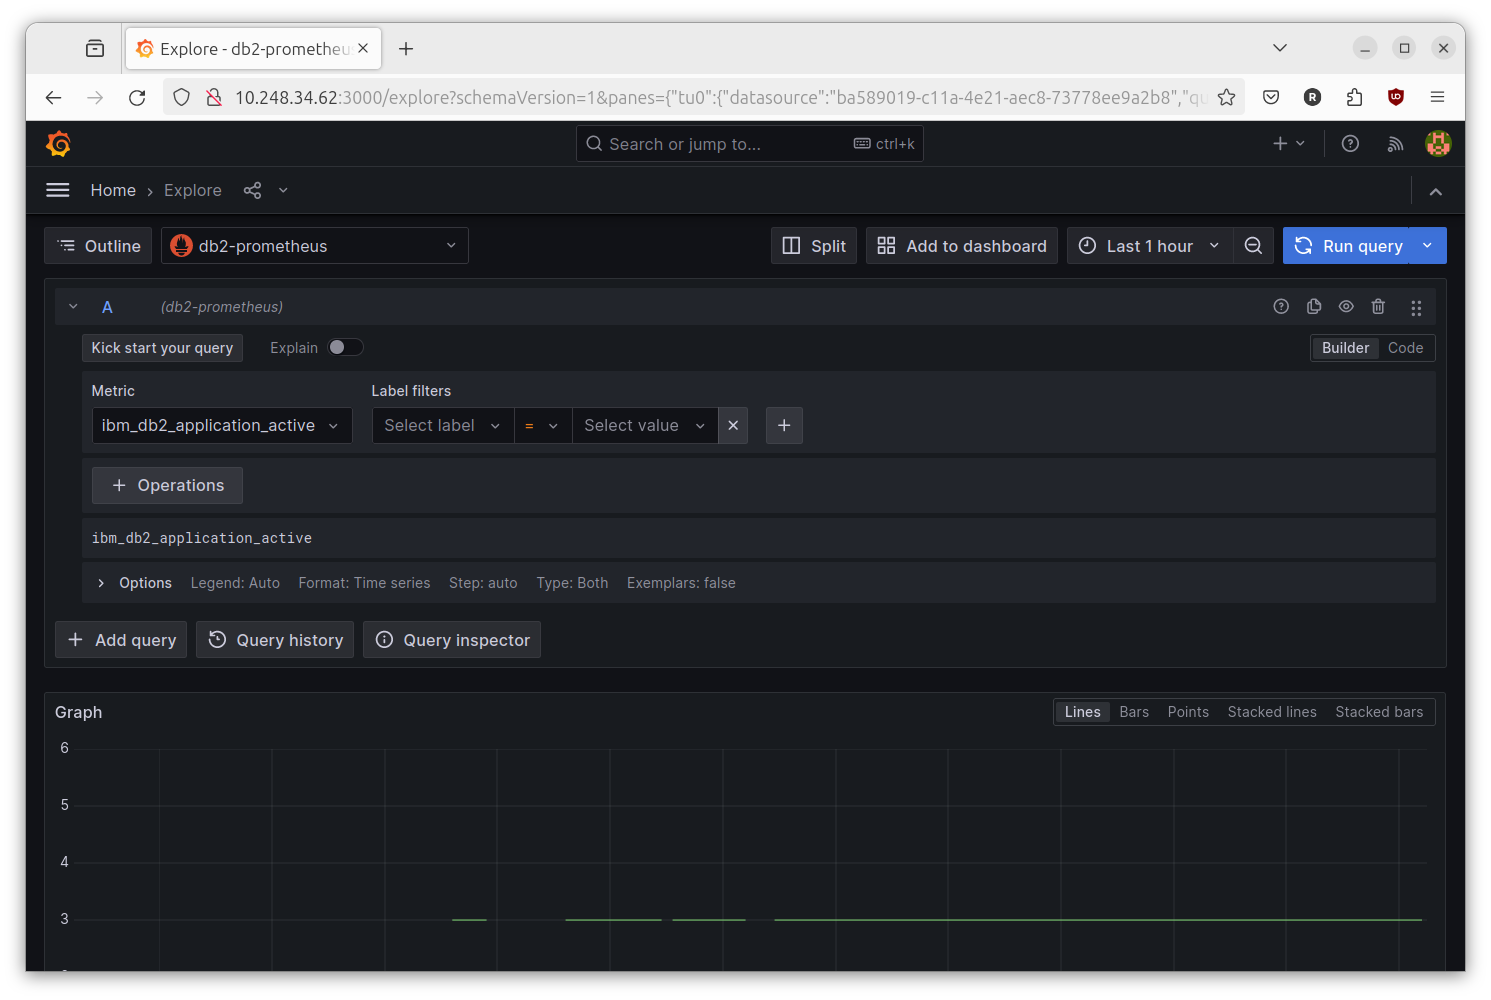 Explore - db2-prometheu
10.248.34.62:3000/explore?schemaVersion=1&panes={"tu0":{"datasource":"ba589019-c11a-4e21-aec8-73778ee9a2b8","qu
Search or jump to... ctrl+k
Home › Explore
Outline db2-prometheus Split Add to dashboard Last 1 hour Run query
A (db2-prometheus)
Kick start your query Explain Builder Code
Metric Label filters
ibm_db2_application_active Select label = Select value
+ Operations
ibm_db2_application_active
Options Legend: Auto Format: Time series Step: auto Type: Both Exemplars: false
+ Add query Query history Query inspector
Graph Lines Bars Points Stacked lines Stacked bars
6
5
4
3